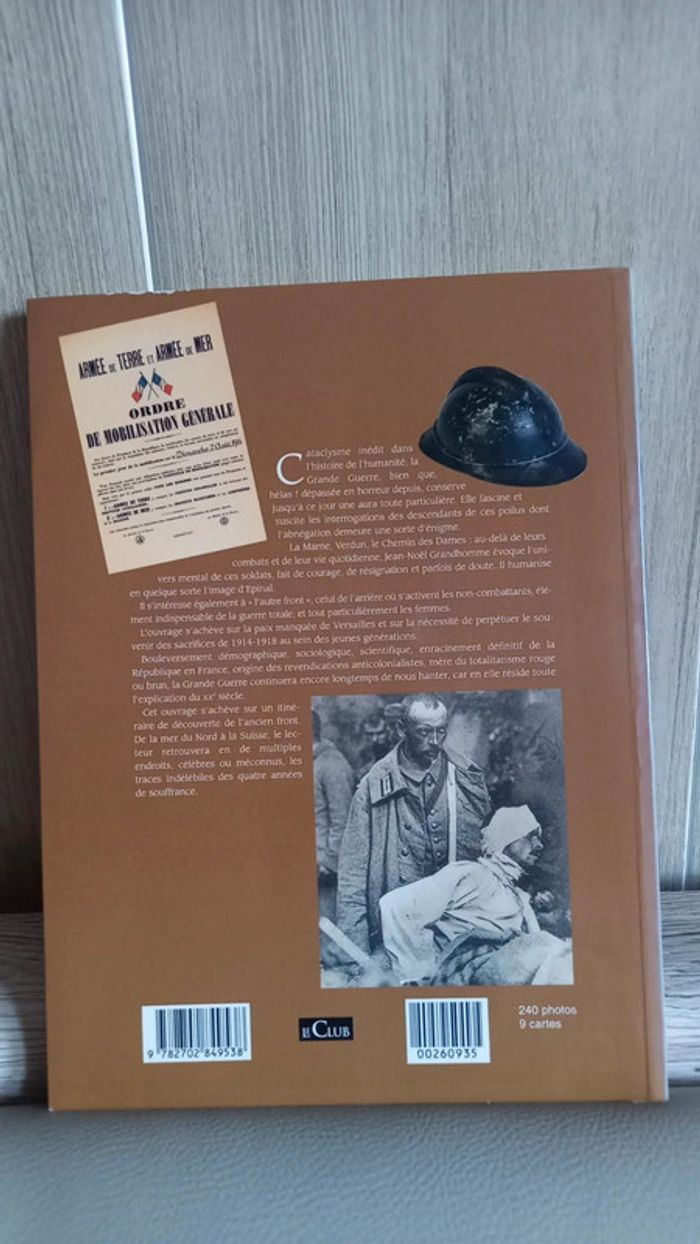 ARMÉE DE TERRE ET ARMÉE DE MER
ORDRE
DE MOBILISATION GÉNÉRALE
Dimanche 2 Août 1914
Cataclysme inédit dans
l'histoire de l'humanité, la
Grande Guerre, bien que,
hélas ! dépassée en horreur depuis, conserve
jusqu'à ce jour une aura toute particulière. Elle fascine et
suscite les interrogations des descendants de ces poilus dont
l'abnégation demeure une sorte d'énigme.
La Marne, Verdun, le Chemin des Dames : au-delà de leurs
combats et de leur vie quotidienne, Jean-Noël Grandhomme évoque l'uni-
vers mental de ces soldats, fait de courage, de résignation et parfois de doute. Il humanise
en quelque sorte l'image d'Epinal.
Il s'intéresse également à « l'autre front », celui de l'arrière où s'activent les non-combattants, élé-
ment indispensable de la guerre totale, et tout particulièrement les femmes.
L'ouvrage s'achève sur la paix manquée de Versailles et sur la nécessité de perpétuer le sou-
venir des sacrifices de 1914-1918 au sein des jeunes générations.
Bouleversement démographique, sociologique, scientifique, enracinement définitif de la
République en France, origine des revendications anticolonialistes, mère du totalitarisme rouge
ou brun, la Grande Guerre continuera encore longtemps de nous hanter, car en elle réside toute
l'explication du XXe siècle.
Cet ouvrage s'achève sur un itiné-
raire de découverte de l'ancien front.
De la mer du Nord à la Suisse, le lec-
teur retrouvera en de multiples
endroits, célèbres ou méconnus, les
traces indélébiles des quatre années
de souffrance.
9 782702 849538
LE CLUB
00260935
240 photos
9 cartes